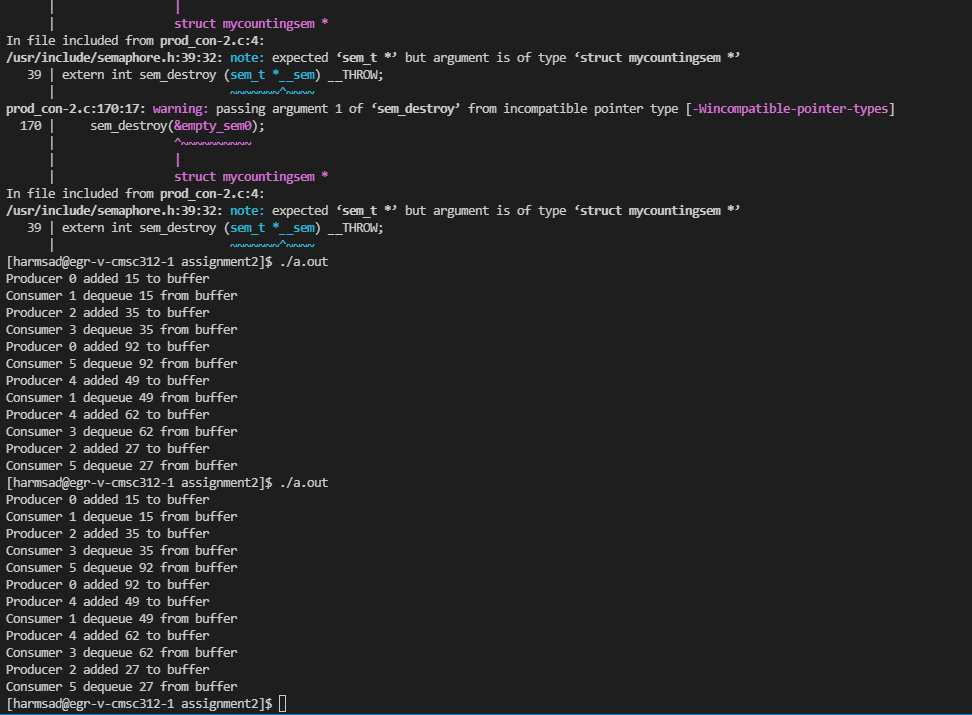 |                |
      |                struct mycountingsem *
In file included from prod_con-2.c:4:
/usr/include/semaphore.h:39:32: note: expected ‘sem_t *’ but argument is of type ‘struct mycountingsem *’
   39 | extern int sem_destroy (sem_t *__sem) __THROW;
      |                         ~~~~~~~^~~~~
prod_con-2.c:170:17: warning: passing argument 1 of ‘sem_destroy’ from incompatible pointer type [-Wincompatible-pointer-types]
  170 |     sem_destroy(&empty_sem0);
      |                 ^~~~~~~~~~~
      |                 |
      |                 struct mycountingsem *
In file included from prod_con-2.c:4:
/usr/include/semaphore.h:39:32: note: expected ‘sem_t *’ but argument is of type ‘struct mycountingsem *’
   39 | extern int sem_destroy (sem_t *__sem) __THROW;
      |                         ~~~~~~~^~~~~
[harmsad@egr-v-cmsc312-1 assignment2]$ ./a.out
Producer 0 added 15 to buffer
Consumer 1 dequeue 15 from buffer
Producer 2 added 35 to buffer
Consumer 3 dequeue 35 from buffer
Producer 0 added 92 to buffer
Consumer 5 dequeue 92 from buffer
Producer 4 added 49 to buffer
Consumer 1 dequeue 49 from buffer
Producer 4 added 62 to buffer
Consumer 3 dequeue 62 from buffer
Producer 2 added 27 to buffer
Consumer 5 dequeue 27 from buffer
[harmsad@egr-v-cmsc312-1 assignment2]$ ./a.out
Producer 0 added 15 to buffer
Consumer 1 dequeue 15 from buffer
Producer 2 added 35 to buffer
Consumer 3 dequeue 35 from buffer
Consumer 5 dequeue 92 from buffer
Producer 0 added 92 to buffer
Producer 4 added 49 to buffer
Consumer 1 dequeue 49 from buffer
Producer 4 added 62 to buffer
Consumer 3 dequeue 62 from buffer
Producer 2 added 27 to buffer
Consumer 5 dequeue 27 from buffer
[harmsad@egr-v-cmsc312-1 assignment2]$